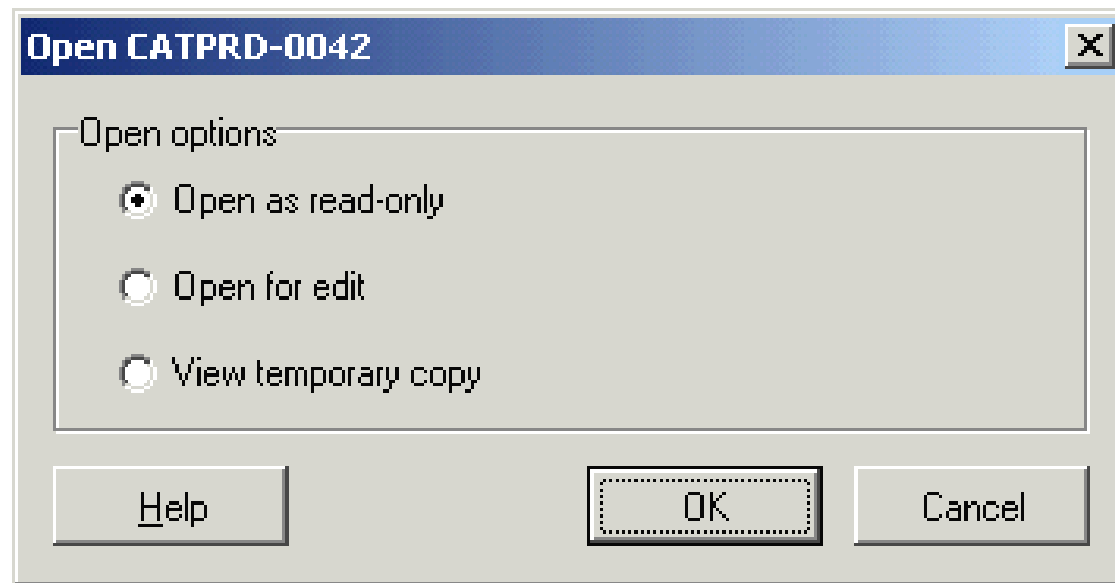 Open CATPRD-0042
Open options
Open as read-only
Open for edit
View temporary copy
Help OK Cancel